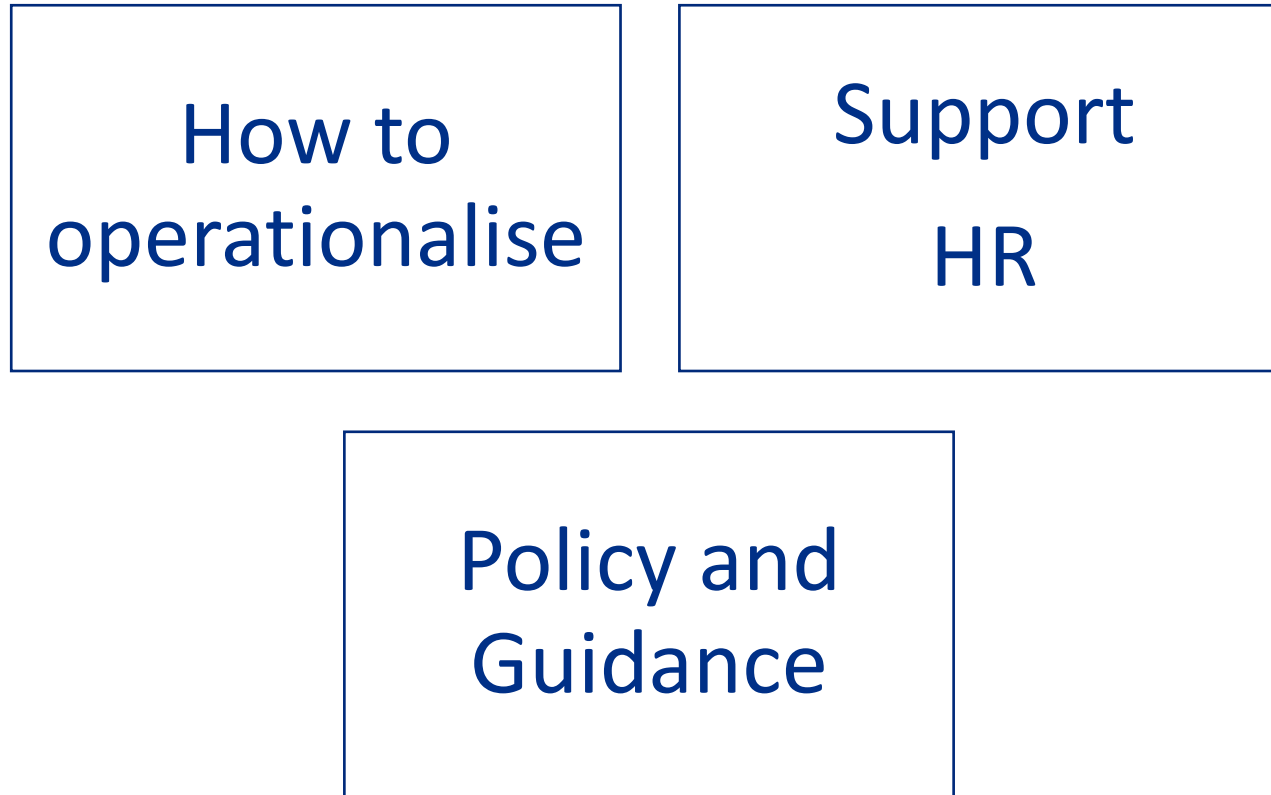 How to
operationalise
Support
HR
Policy and
Guidance